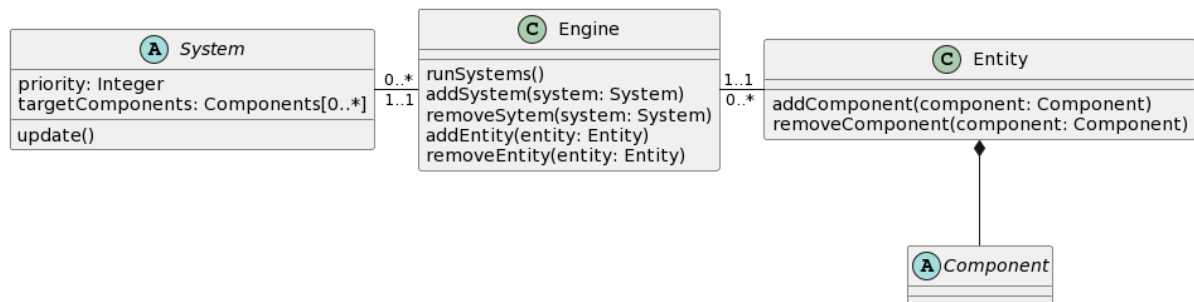 A System
priority: Integer
targetComponents: Components[0..*]
update()
0..*
1..1
C Engine
runSystems()
addSystem(system: System)
removeSytem(system: System)
addEntity(entity: Entity)
removeEntity(entity: Entity)
1..1
0..*
C Entity
addComponent(component: Component)
removeComponent(component: Component)
A Component